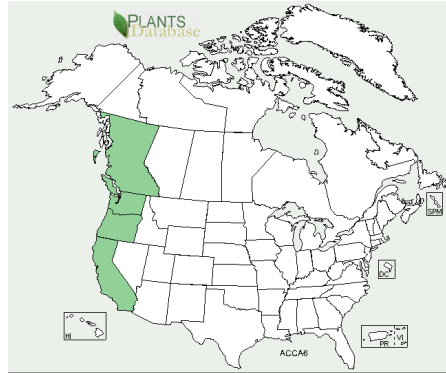 PLANTS
Database
SPM
DC
HI
PR
VI
ACCA6